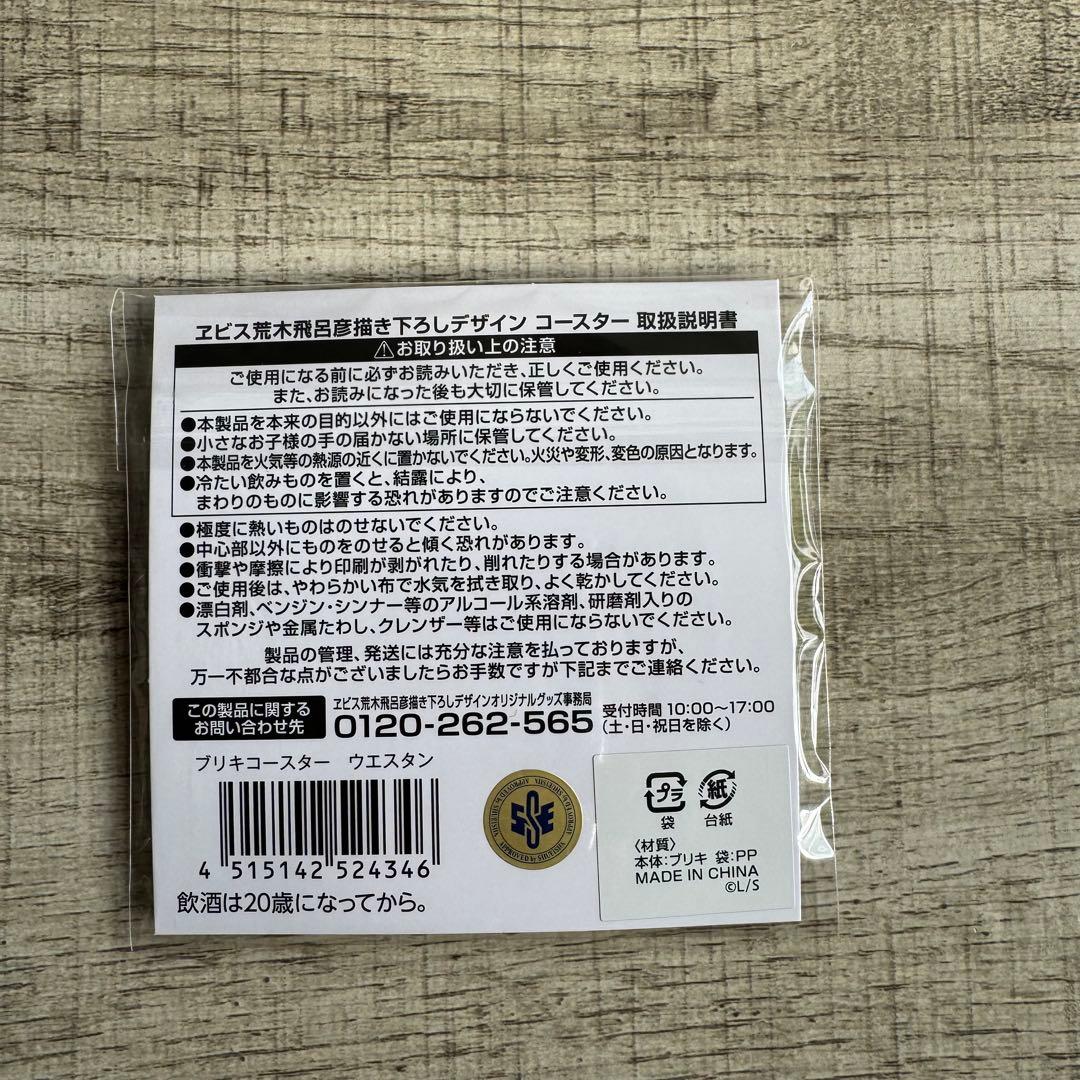 ヱビス荒木飛呂彦描き下ろしデザイン コースター 取扱説明書
⚠お取り扱い上の注意
ご使用になる前に必ずお読みいただき、正しくご使用ください。
また、お読みになった後も大切に保管してください。
●本製品を本来の目的以外にはご使用にならないでください。
●小さなお子様の手の届かない場所に保管してください。
●本製品を火気等の熱源の近くに置かないでください。火災や変形、変色の原因となります。
●冷たい飲みものを置くと、結露により、
まわりのものに影響する恐れがありますのでご注意ください。
●極度に熱いものはのせないでください。
●中心部以外にものをのせると傾く恐れがあります。
●衝撃や摩擦により印刷が剥がれたり、削れたりする場合があります。
●ご使用後は、やわらかい布で水気を拭き取り、よく乾かしてください。
●漂白剤、ベンジン・シンナー等のアルコール系溶剤、研磨剤入りの
スポンジや金属たわし、クレンザー等はご使用にならないでください。
製品の管理、発送には充分な注意を払っておりますが、
万一不都合な点がございましたらお手数ですが下記までご連絡ください。
この製品に関する
お問い合わせ先
ヱビス荒木飛呂彦描き下ろしデザインオリジナルグッズ事務局
0120-262-565
受付時間 10:00〜17:00
(土・日・祝日を除く)
ブリキコースター ウエスタン
4 515142 524346
飲酒は20歳になってから。
APPROVED by SHUEISHA
APPROVED by SHUEISHA
プラ
袋
紙
台紙
〈材質〉
本体:ブリキ 袋:PP
MADE IN CHINA
©L/S